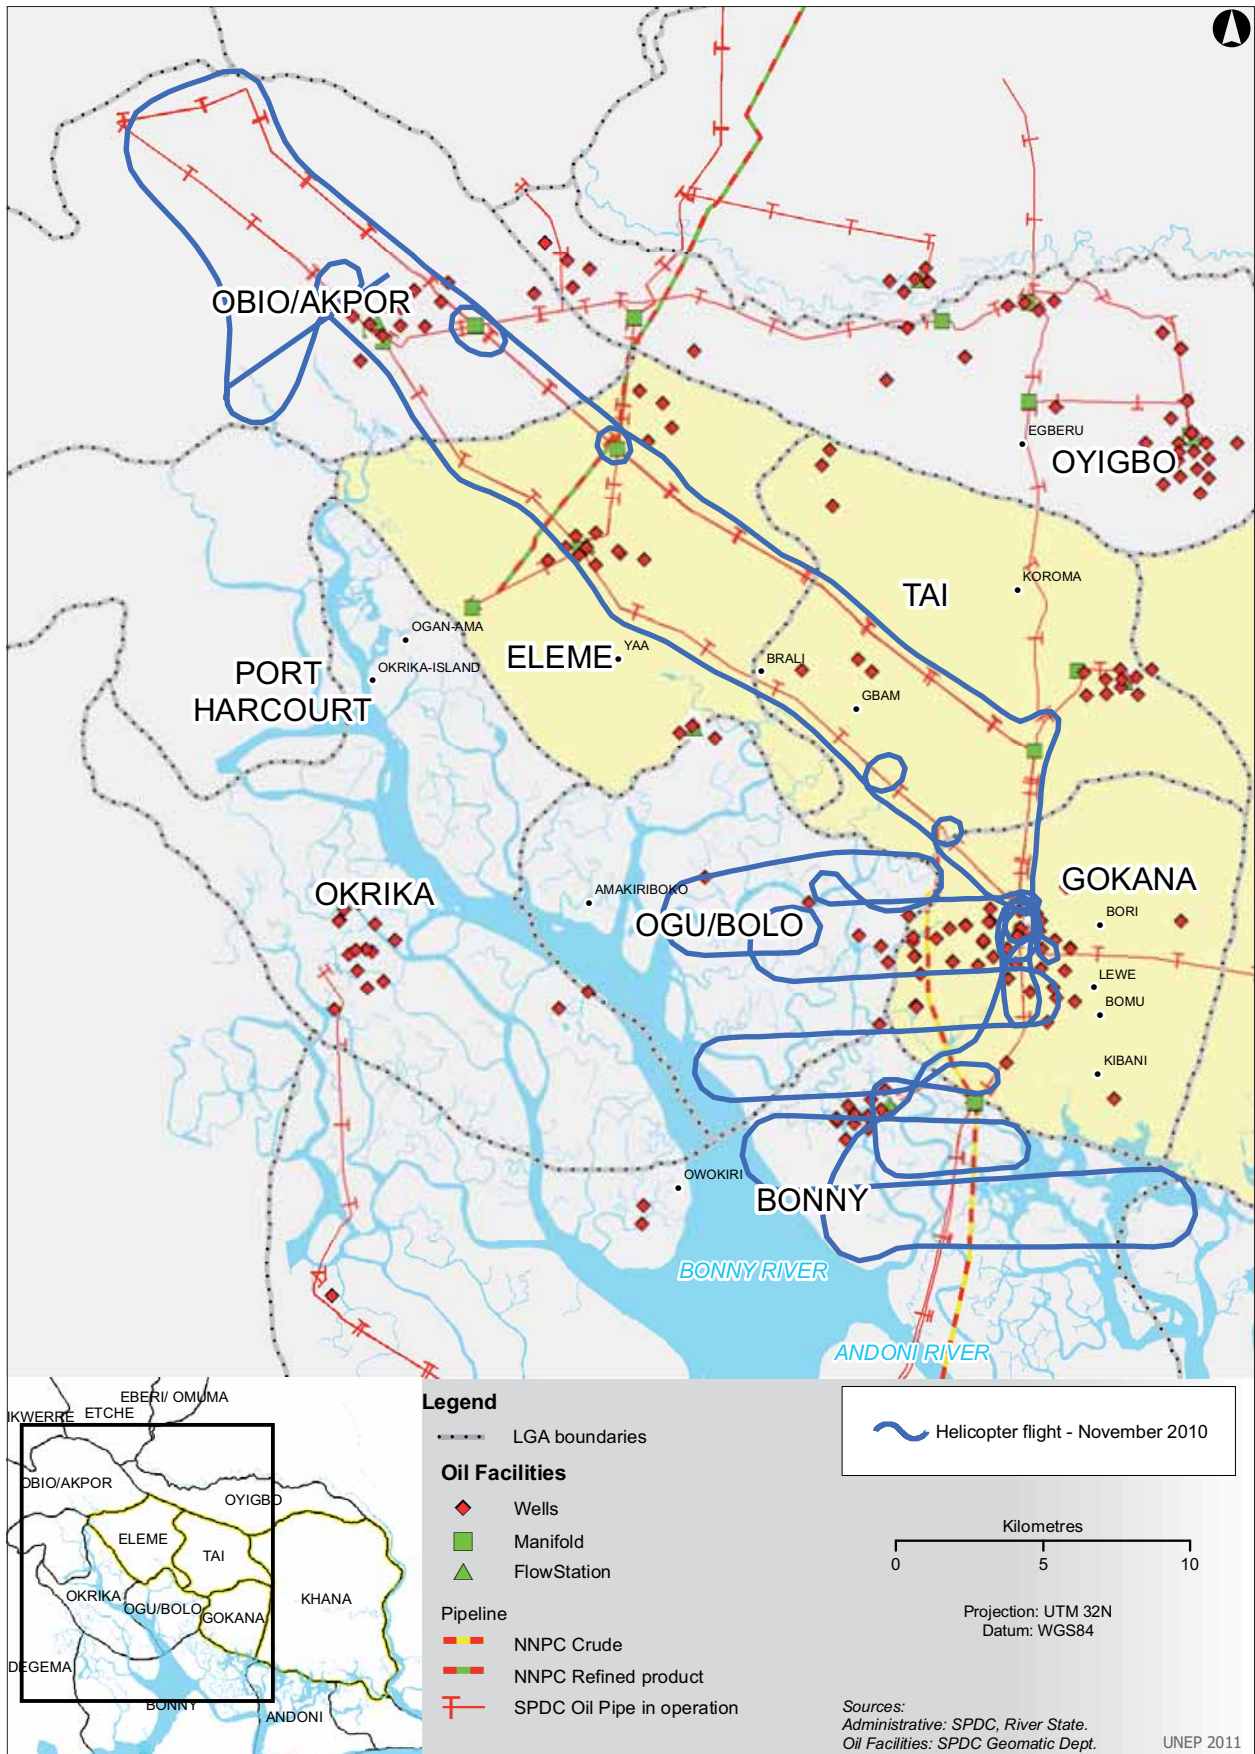 OBIO/AKPOR
EGBERU
OYIGBO
KOROMA
TAI
OGAN-AMA
ELEME
YAA
OKRIKA-ISLAND
BRALI
PORT
HARCOURT
GBAM
GOKANA
OKRIKA
AMAKIRIBOKO
OGU/BOLO
BORI
LEWE
BOMU
KIBANI
OWOKIRI
BONNY
BONNY RIVER
ANDONI RIVER
EBERI/ OMUMA
IKWERRE
ETCHE
OBIO/AKPOR
OYIGBO
ELEME
TAI
OKRIKA
OGU/BOLO
GOKANA
KHANA
DEGEMA
BONNY
ANDONI
Legend
LGA boundaries
Oil Facilities
Wells
Manifold
FlowStation
Pipeline
NNPC Crude
NNPC Refined product
SPDC Oil Pipe in operation
Helicopter flight - November 2010
Kilometres
0 5 10
Projection: UTM 32N
Datum: WGS84
Sources:
Administrative: SPDC, River State.
Oil Facilities: SPDC Geomatic Dept.
UNEP 2011